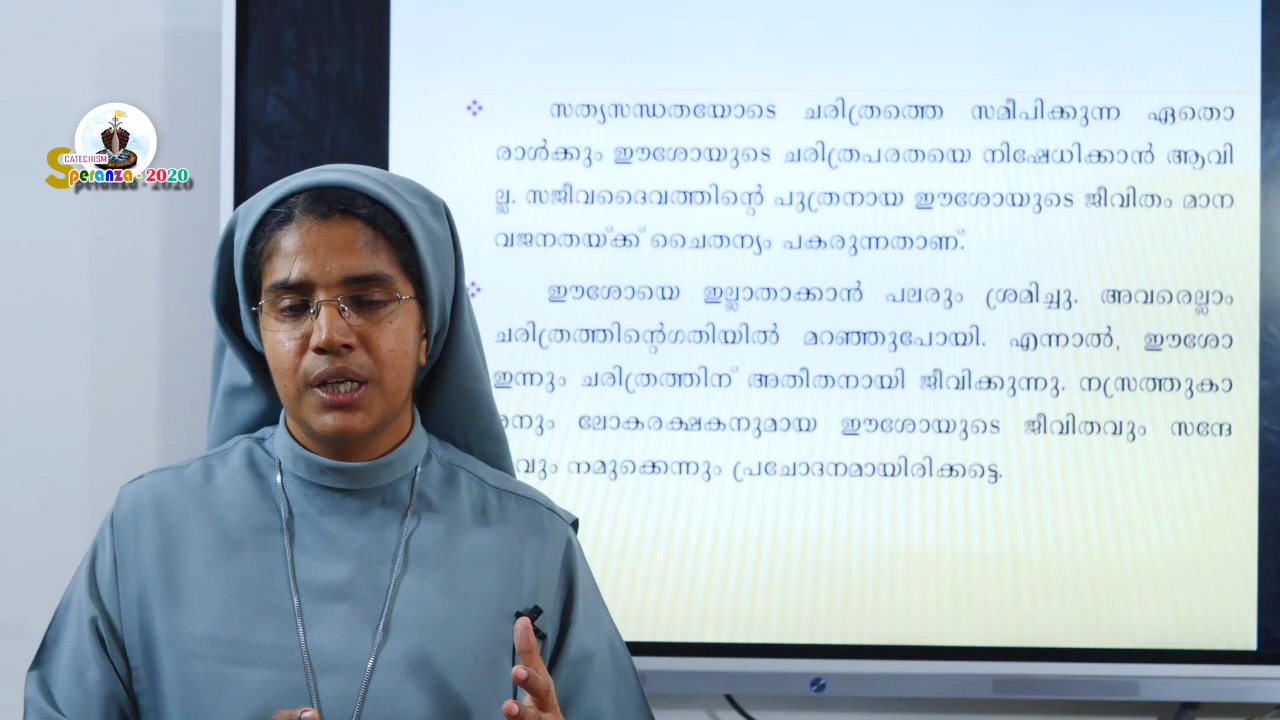 CATECHISM
Speranza - 2020
സത്യസന്ധതയോടെ ചരിത്രത്തെ സമീപിക്കുന്ന ഏതൊ
രാൾക്കും ഈശോയുടെ ചരിത്രപരതയെ നിഷേധിക്കാൻ ആവി
ല്ല. സജീവദൈവത്തിന്റെ പുത്രനായ ഈശോയുടെ ജീവിതം മാന
വജനതയ്ക്ക് ചൈതന്യം പകരുന്നതാണ്.
ഈശോയെ ഇല്ലാതാക്കാൻ പലരും ശ്രമിച്ചു. അവരെല്ലാം
ചരിത്രത്തിന്റെഗതിയിൽ മറഞ്ഞുപോയി. എന്നാൽ, ഈശോ
ഇന്നും ചരിത്രത്തിന് അതിതനായി ജീവിക്കുന്നു. നസ്രത്തുകാ
നും ലോകരക്ഷകനുമായ ഈശോയുടെ ജീവിതവും സന്ദേ
വും നമുക്കെന്നും പ്രചോദനമായിരിക്കട്ടെ.